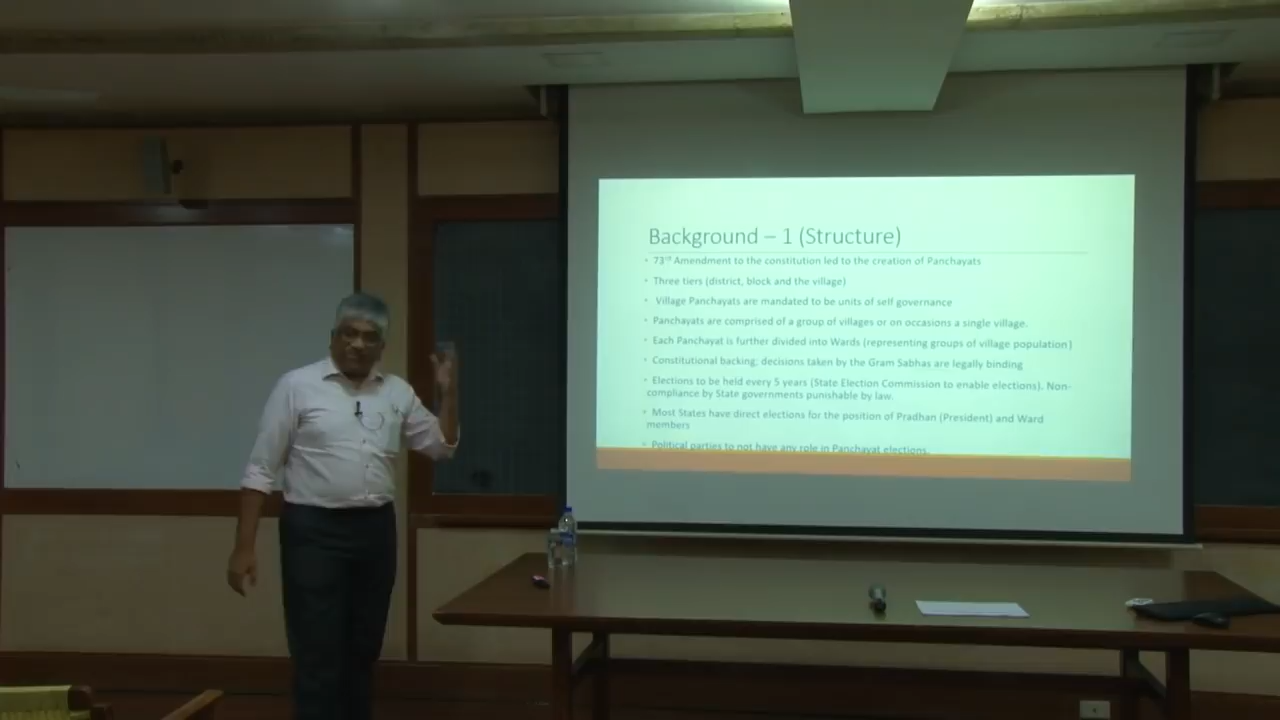 Background – 1 (Structure)
• 73rd Amendment to the constitution led to the creation of Panchayats
• Three tiers (district, block and the village)
• Village Panchayats are mandated to be units of self governance
• Panchayats are comprised of a group of villages or on occasions a single village.
• Each Panchayat is further divided into Wards (representing groups of village population)
• Constitutional backing; decisions taken by the Gram Sabhas are legally binding
• Elections to be held every 5 years (State Election Commission to enable elections). Non-
compliance by State governments punishable by law.
• Most States have direct elections for the position of Pradhan (President) and Ward
members
• Political parties to not have any role in Panchayat elections.